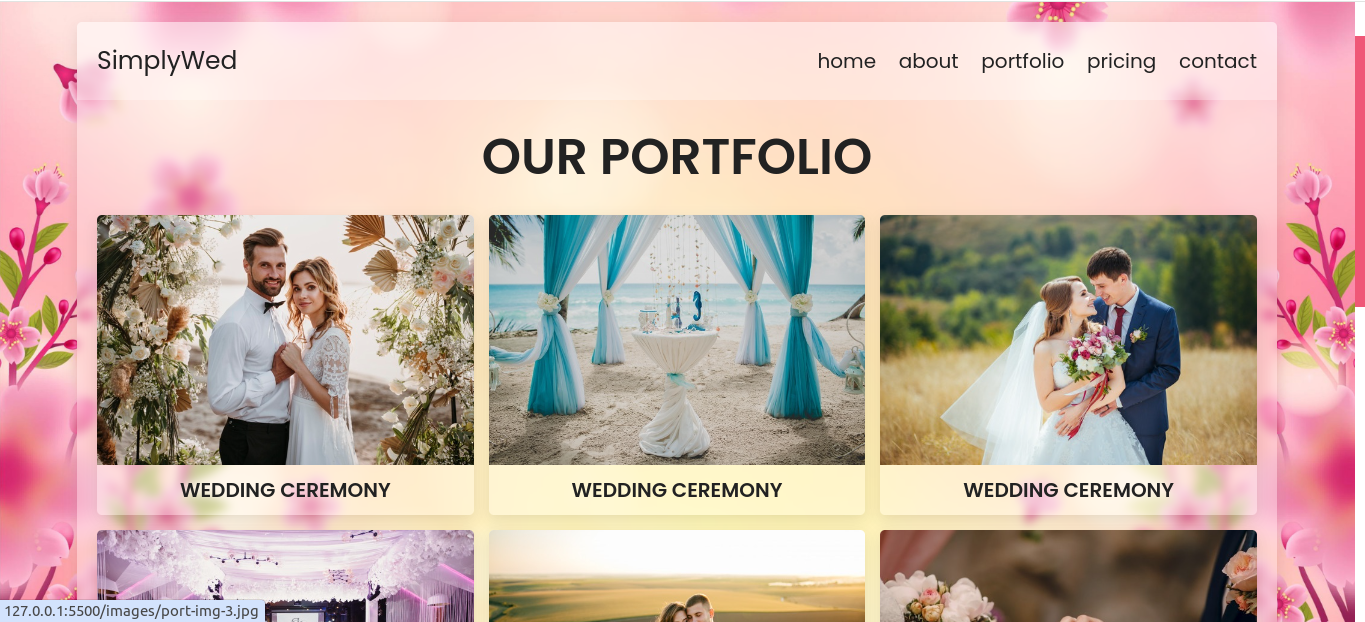 SimplyWed
home about portfolio pricing contact
OUR PORTFOLIO
WEDDING CEREMONY WEDDING CEREMONY WEDDING CEREMONY
127.0.0.1:5500/images/port-img-3.jpg